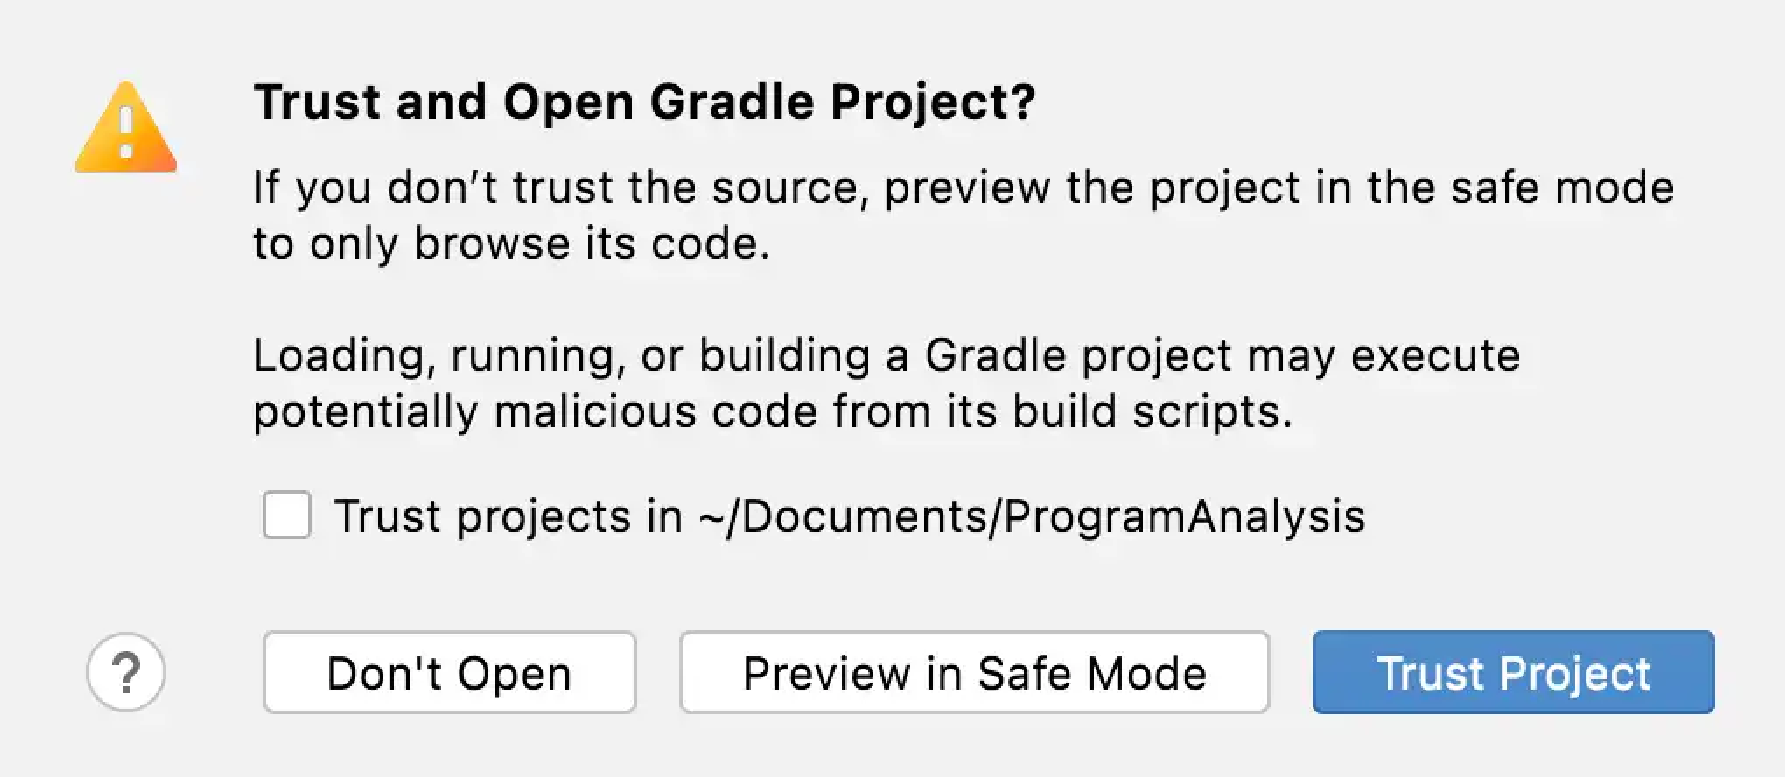 Trust and Open Gradle Project?
If you don’t trust the source, preview the project in the safe mode
to only browse its code.
Loading, running, or building a Gradle project may execute
potentially malicious code from its build scripts.
Trust projects in ~/Documents/ProgramAnalysis
? Don't Open Preview in Safe Mode Trust Project